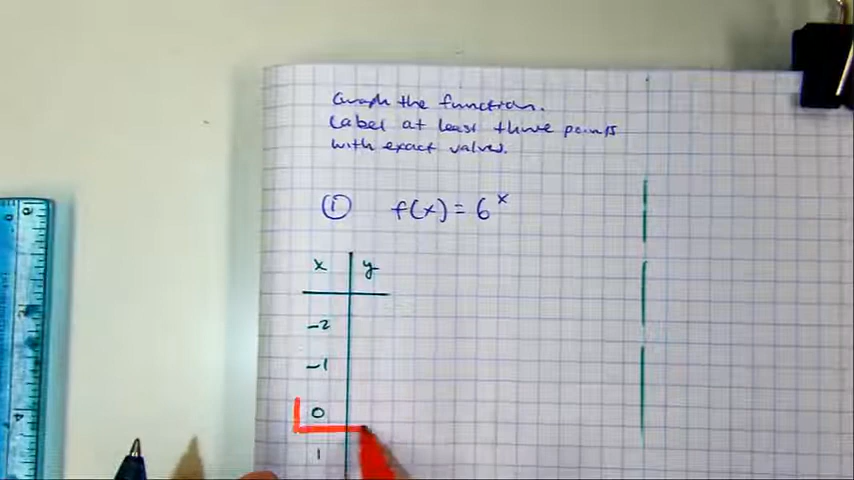 Graph the function.
Label at least three points
with exact values.
① f(x) = 6^x
x y
-2
-1
0
1